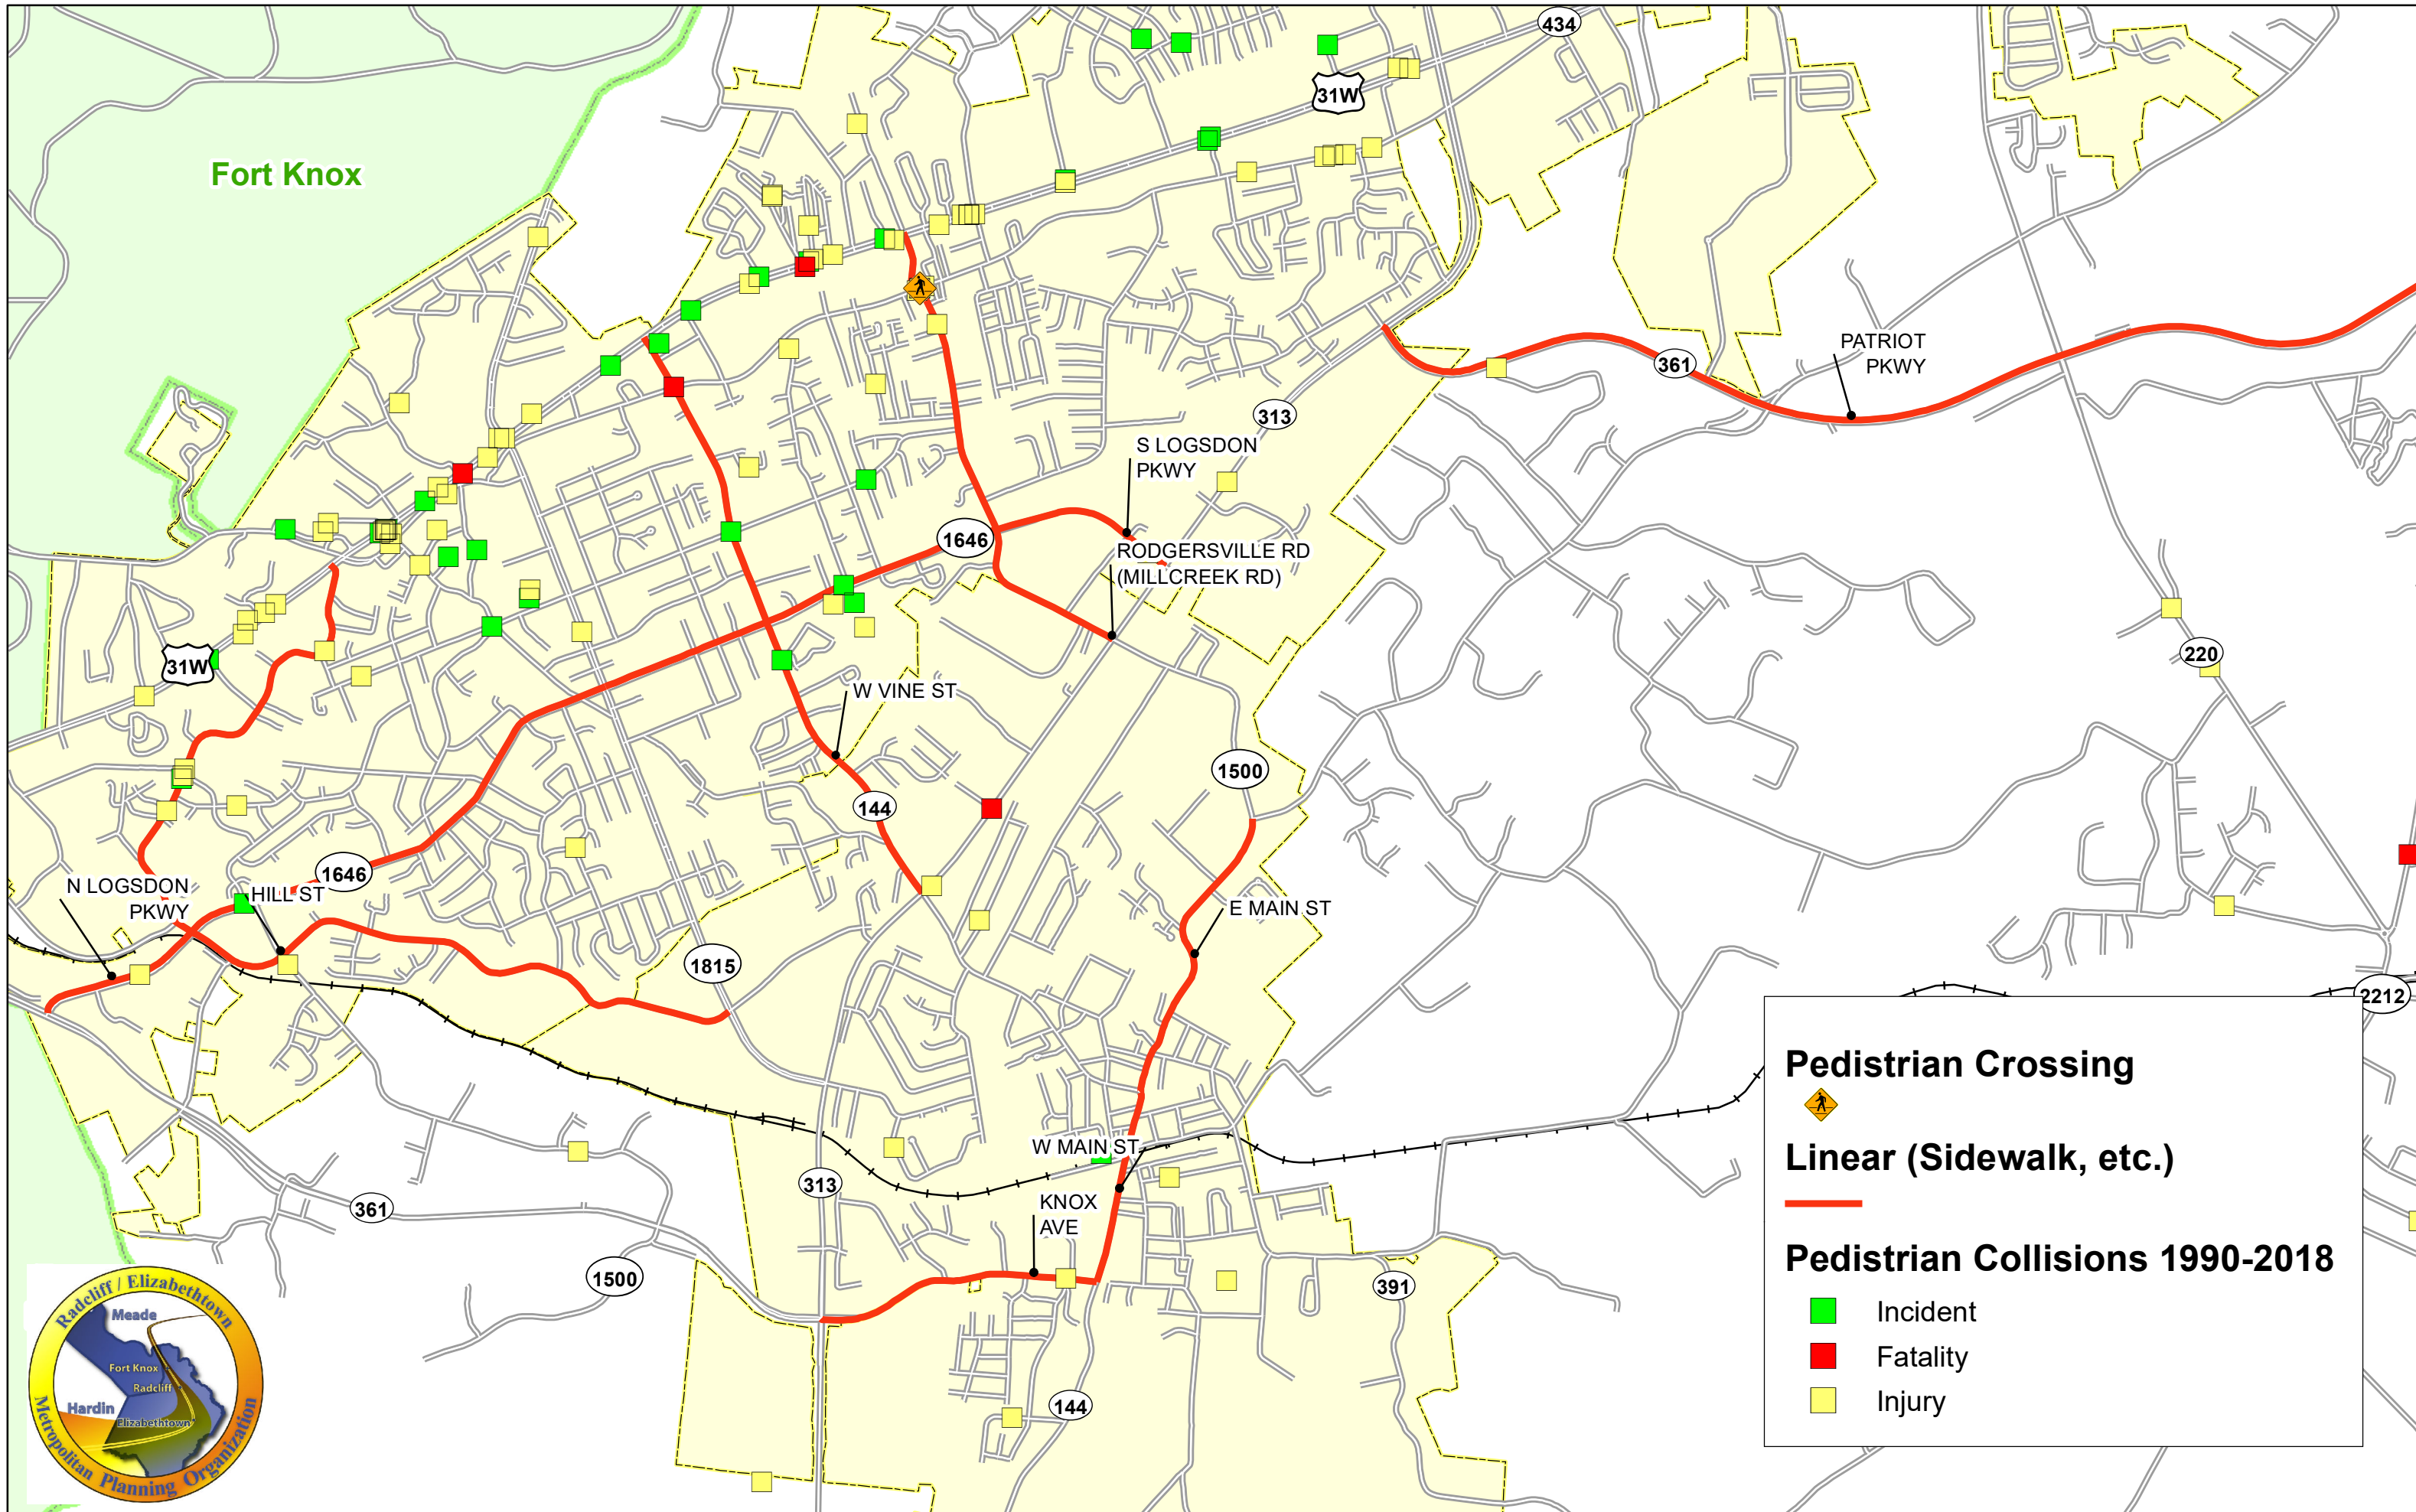 434
31W
Fort Knox
PATRIOT
PKWY
361
313
S LOGSDON
PKWY
1646
RODGERSVILLE RD
(MILLCREEK RD)
220
31W
W VINE ST
1500
144
1646
N LOGSDON
PKWY
HILL ST
E MAIN ST
1815
2212
W MAIN ST
313
KNOX
AVE
361
1500
391
144
Pedistrian Crossing
Linear (Sidewalk, etc.)
Pedistrian Collisions 1990-2018
Incident
Fatality
Injury
Radcliff / Elizabethtown
Meade
Fort Knox
Radcliff
Hardin
Elizabethtown
Metropolitan Planning Organization